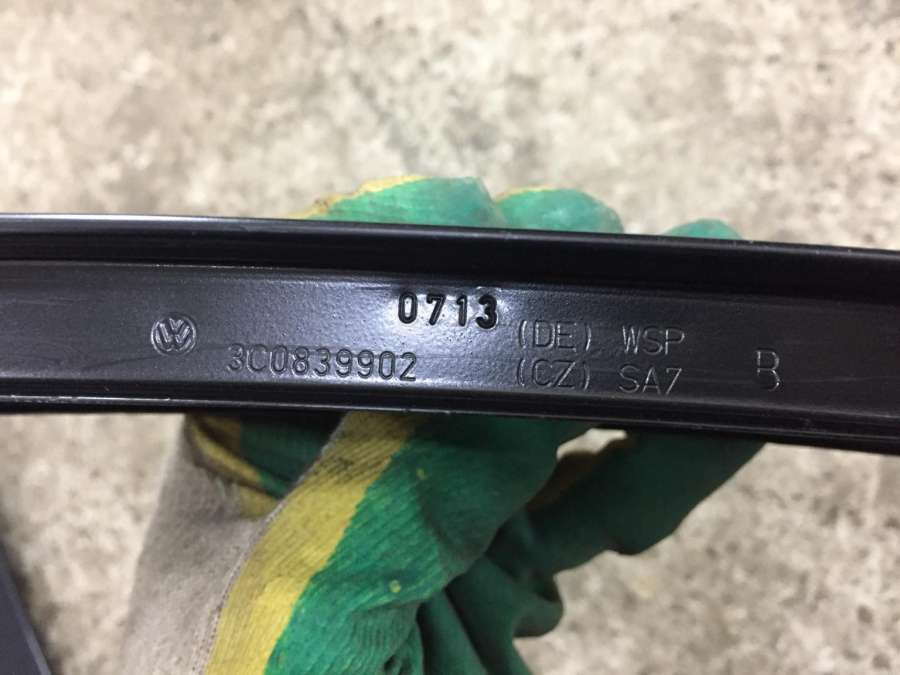 0713
VW 3C0839902
(DE) WSP
(CZ) SA7
B